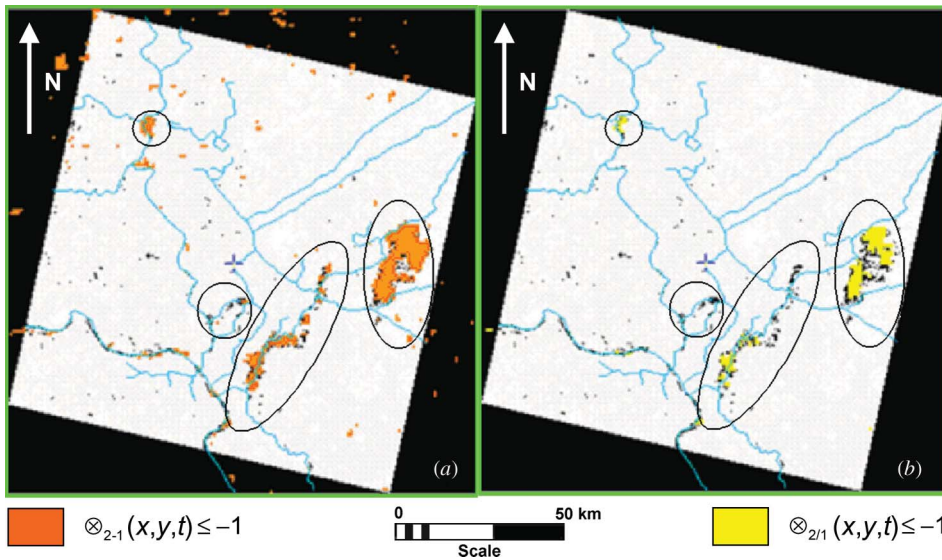 N
N
(a)
(b)
⊗2-1(x,y,t) ≤ −1
0
50 km
Scale
⊗2/1(x,y,t) ≤ −1